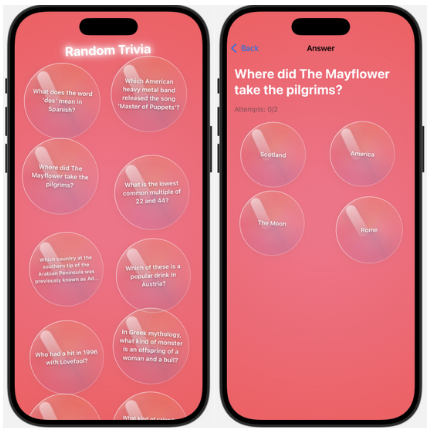 Random Trivia
What does the word
"dos" mean in
Spanish?
Which American
heavy metal band
released the song
'Master of Puppets'?
Where did The
Mayflower take the
pilgrims?
What is the lowest
common multiple of
22 and 44?
Which country at the
southern tip of the
Arabian Peninsula was
previously known as Ad...
Which of these is a
popular drink in
Austria?
Who had a hit in 1996
with Lovefool?
In Greek mythology,
what kind of monster
is an offspring of a
woman and a bull?
What kind of
Back
Answer
Where did The Mayflower
take the pilgrims?
Attempts: 0/2
Scotland
America
The Moon
Rome